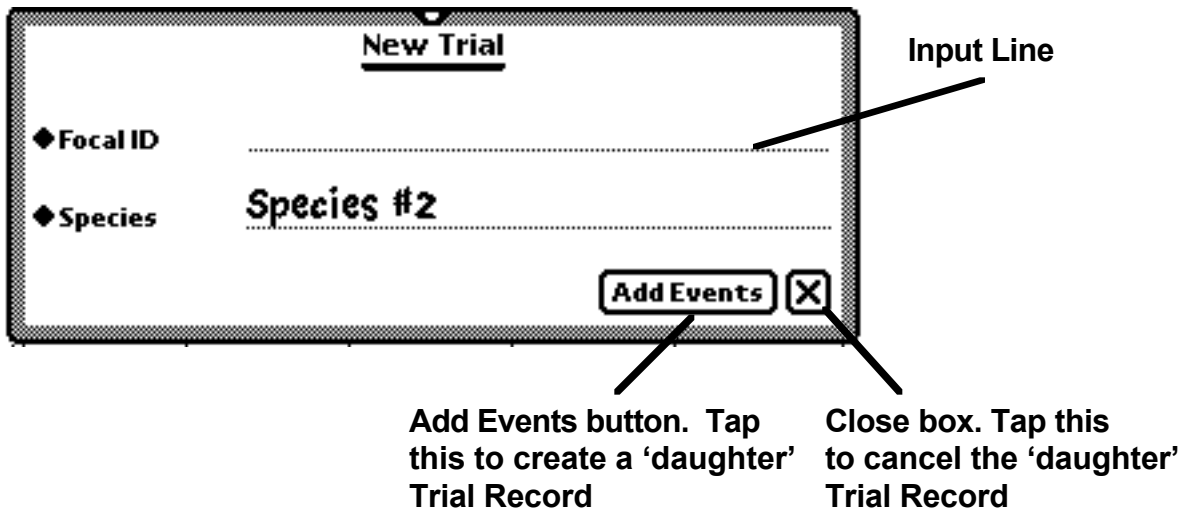 New Trial
Input Line
◆Focal ID
◆Species Species #2
Add Events X
Add Events button. Tap
this to create a ‘daughter’
Trial Record
Close box. Tap this
to cancel the ‘daughter’
Trial Record